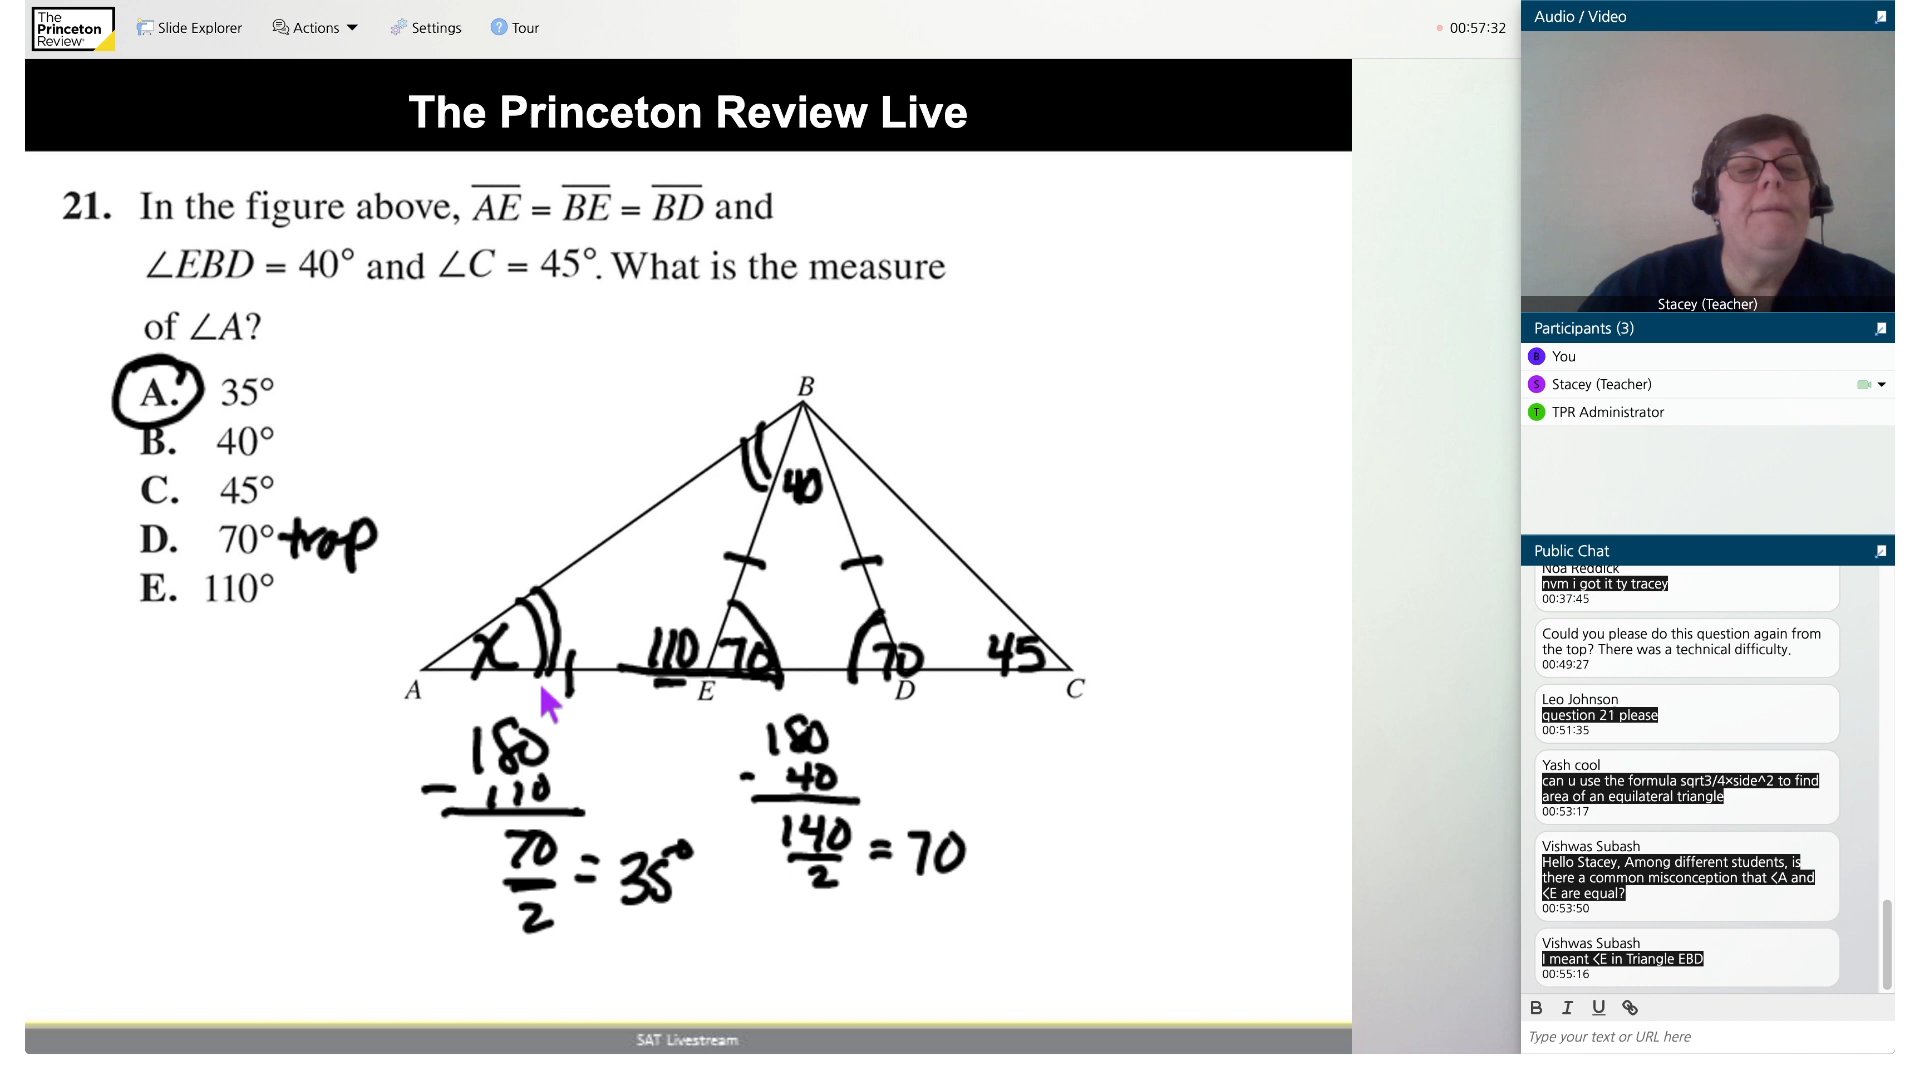 The
Princeton
Review
Slide Explorer
Actions
Settings
? Tour
00:57:32
The Princeton Review Live
21. In the figure above, AE = BE = BD and
∠EBD = 40° and ∠C = 45°. What is the measure
of ∠A?
A. 35°
B. 40°
C. 45°
D. 70° trap
E. 110°
B
40
x
110
70
70
45
A
E
D
C
180
- 110
70
2
= 35°
180
- 40
140
2
= 70
SAT Livestream
Audio / Video
Stacey (Teacher)
Participants (3)
B You
S Stacey (Teacher)
T TPR Administrator
Public Chat
Noa Reddick
nvm i got it ty tracey
00:37:45
Could you please do this question again from
the top? There was a technical difficulty.
00:49:27
Leo Johnson
question 21 please
00:51:35
Yash cool
can u use the formula sqrt3/4×side^2 to find
area of an equilateral triangle
00:53:17
Vishwas Subash
Hello Stacey, Among different students, is
there a common misconception that <A and
<E are equal?
00:53:50
Vishwas Subash
I meant <E in Triangle EBD
00:55:16
B I U
Type your text or URL here